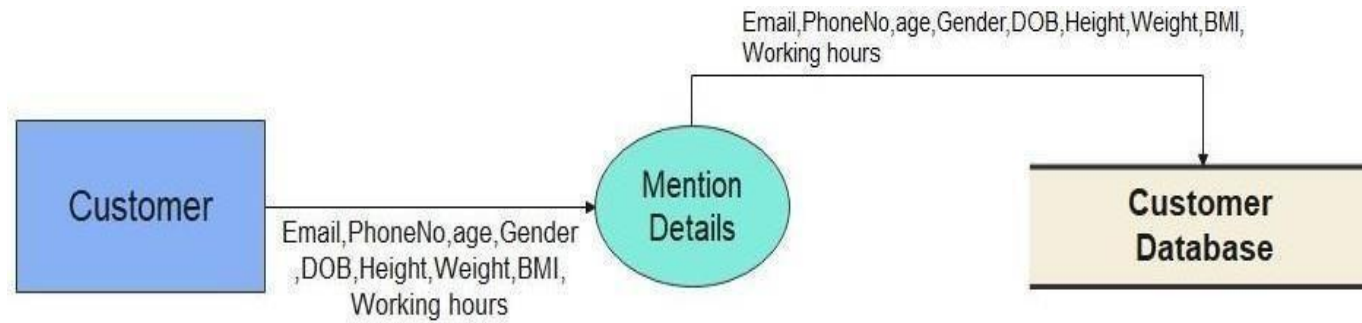 Email,PhoneNo,age,Gender,DOB,Height,Weight,BMI,
Working hours
Customer
Email,PhoneNo,age,Gender
,DOB,Height,Weight,BMI,
Working hours
Mention
Details
Customer
Database